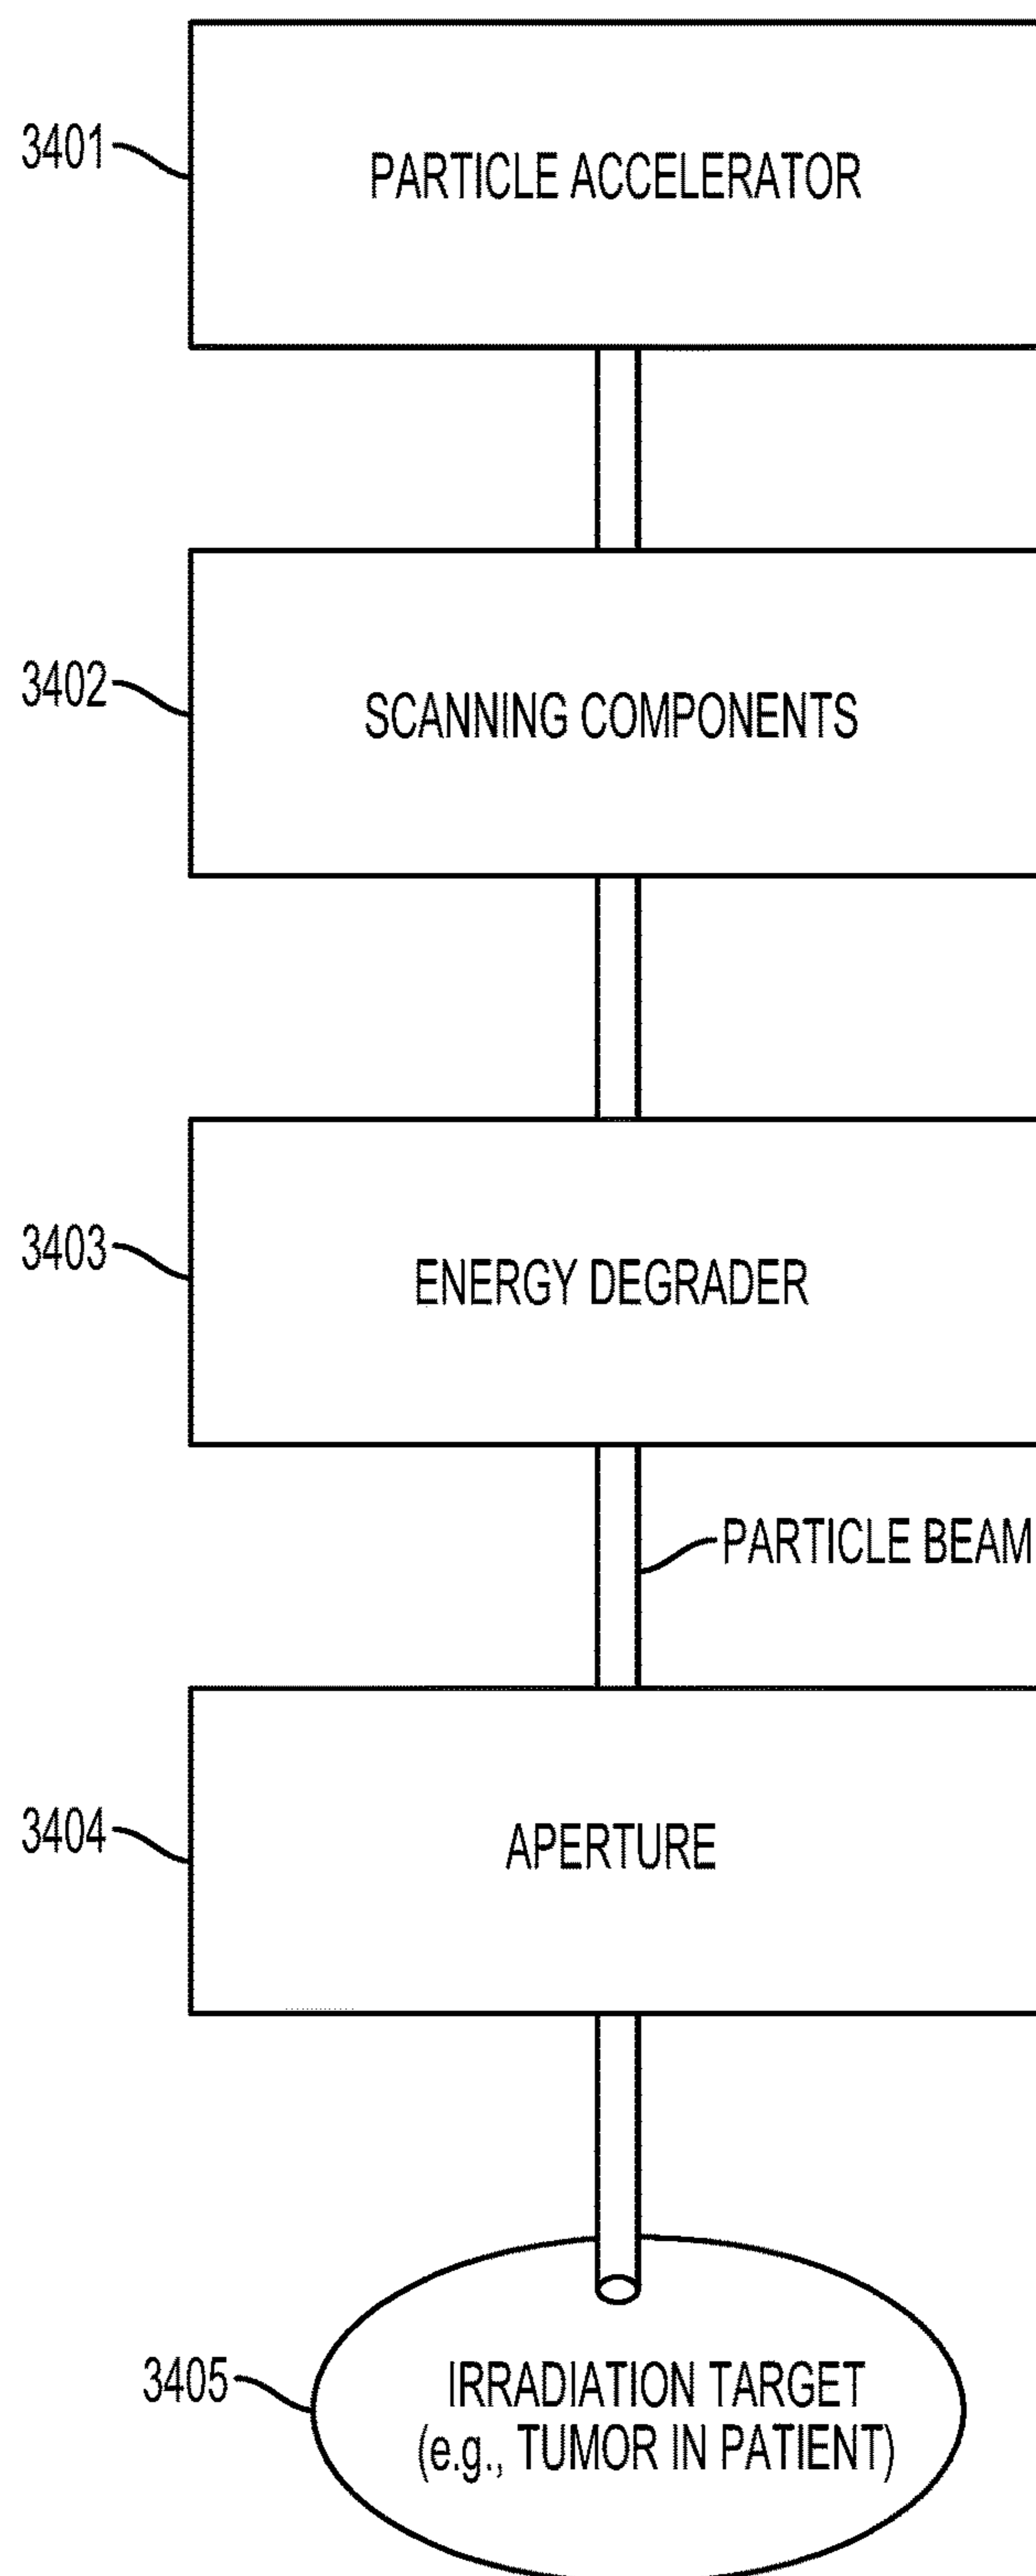 3401
PARTICLE ACCELERATOR
3402
SCANNING COMPONENTS
3403
ENERGY DEGRADER
PARTICLE BEAM
3404
APERTURE
3405
IRRADIATION TARGET
(e.g., TUMOR IN PATIENT)